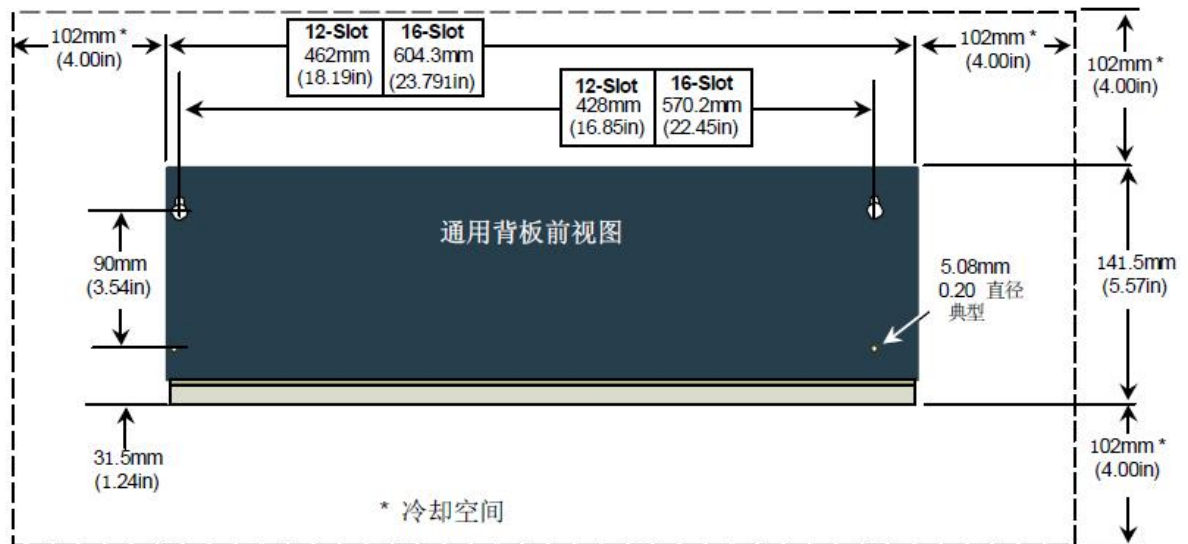 102mm *
(4.00in)
12-Slot 16-Slot
462mm 604.3mm
(18.19in) (23.791in)
102mm *
(4.00in)
102mm *
(4.00in)
12-Slot 16-Slot
428mm 570.2mm
(16.85in) (22.45in)
通用背板前视图
90mm
(3.54in)
5.08mm
0.20 直径
典型
141.5mm
(5.57in)
31.5mm
(1.24in)
102mm *
(4.00in)
* 冷却空间